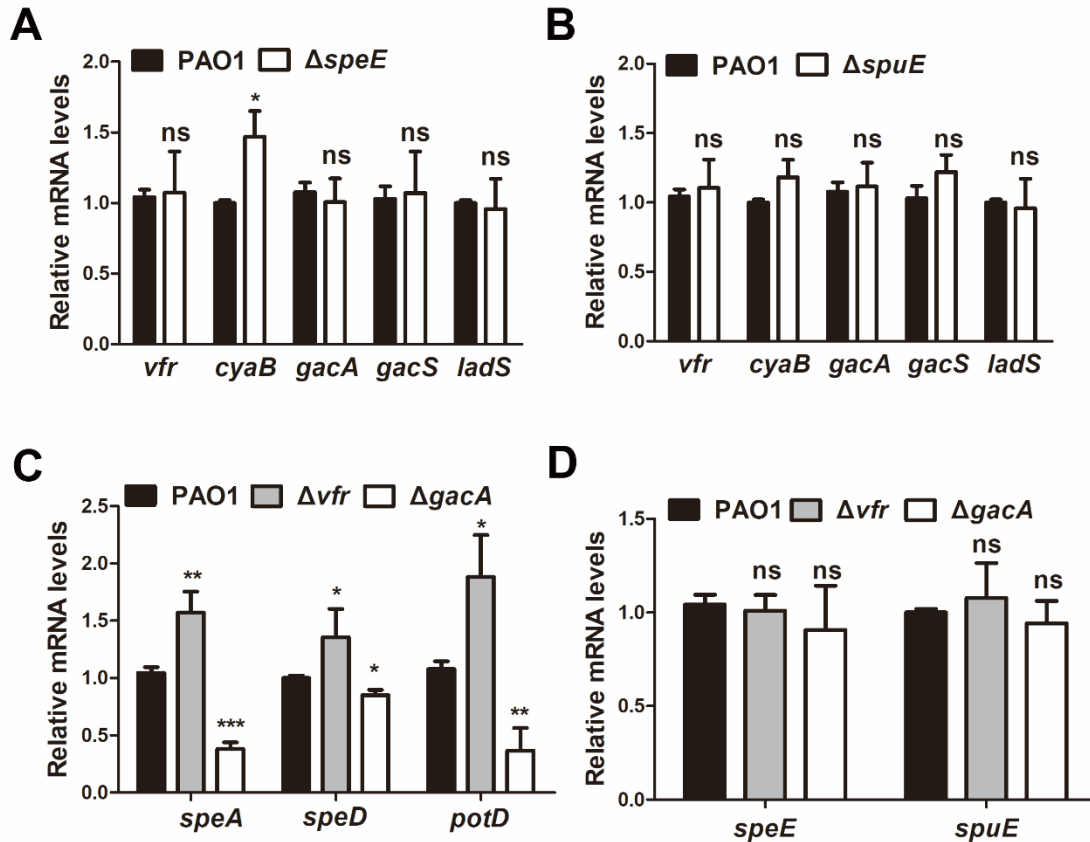 A
PAO1 ΔspeE
Relative mRNA levels
2.0
1.5
1.0
0.5
0.0
ns * ns ns ns
vfr cyaB gacA gacS ladS
B
PAO1 ΔspuE
Relative mRNA levels
2.0
1.5
1.0
0.5
0.0
ns ns ns ns ns
vfr cyaB gacA gacS ladS
C
PAO1 Δvfr ΔgacA
Relative mRNA levels
2.5
2.0
1.5
1.0
0.5
0.0
** *** * * * **
speA speD potD
D
PAO1 Δvfr ΔgacA
Relative mRNA levels
1.5
1.0
0.5
0.0
ns ns ns ns
speE spuE